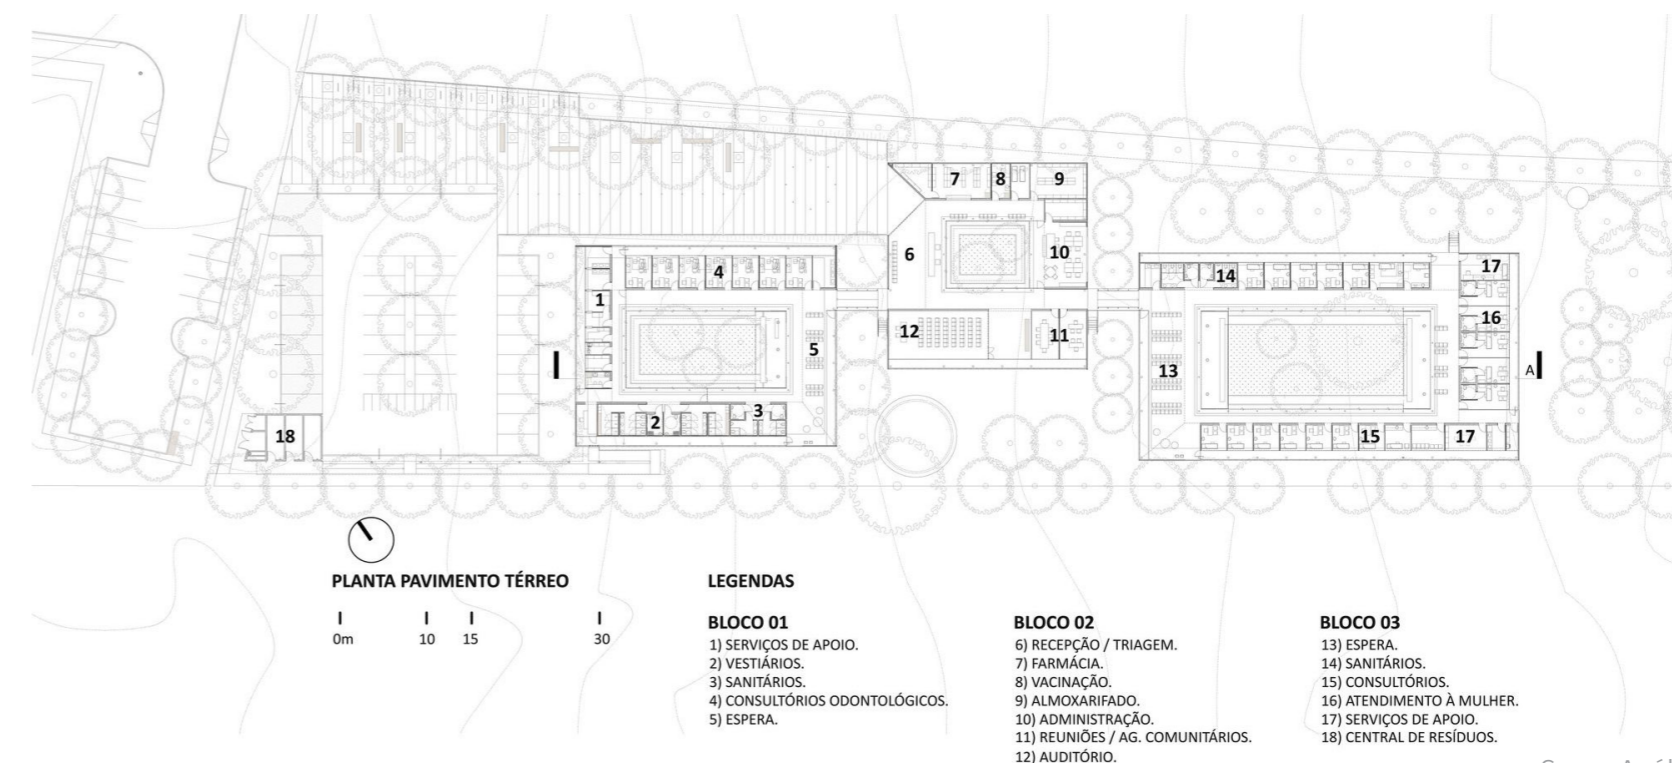 7
8
9
6
10
4
1
5
12
11
2
3
18
14
17
16
13
A
15
17
PLANTA PAVIMENTO TÉRREO
0m 10 15 30
LEGENDAS
BLOCO 01
1) SERVIÇOS DE APOIO.
2) VESTIÁRIOS.
3) SANITÁRIOS.
4) CONSULTÓRIOS ODONTOLÓGICOS.
5) ESPERA.
BLOCO 02
6) RECEPÇÃO / TRIAGEM.
7) FARMÁCIA.
8) VACINAÇÃO.
9) ALMOXARIFADO.
10) ADMINISTRAÇÃO.
11) REUNIÕES / AG. COMUNITÁRIOS.
12) AUDITÓRIO.
BLOCO 03
13) ESPERA.
14) SANITÁRIOS.
15) CONSULTÓRIOS.
16) ATENDIMENTO À MULHER.
17) SERVIÇOS DE APOIO.
18) CENTRAL DE RESÍDUOS.